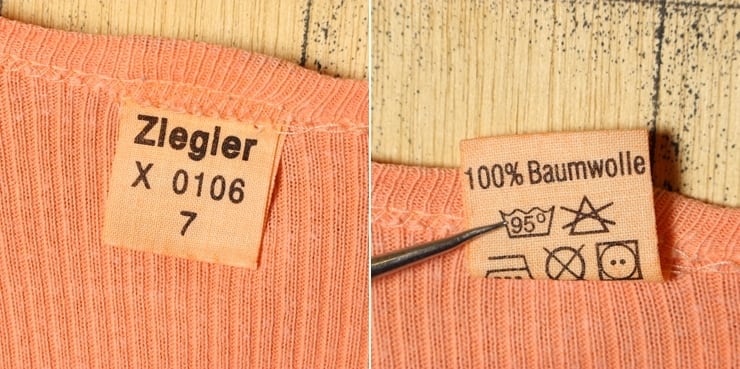 Ziegler
X 0106
7
100% Baumwolle
95°